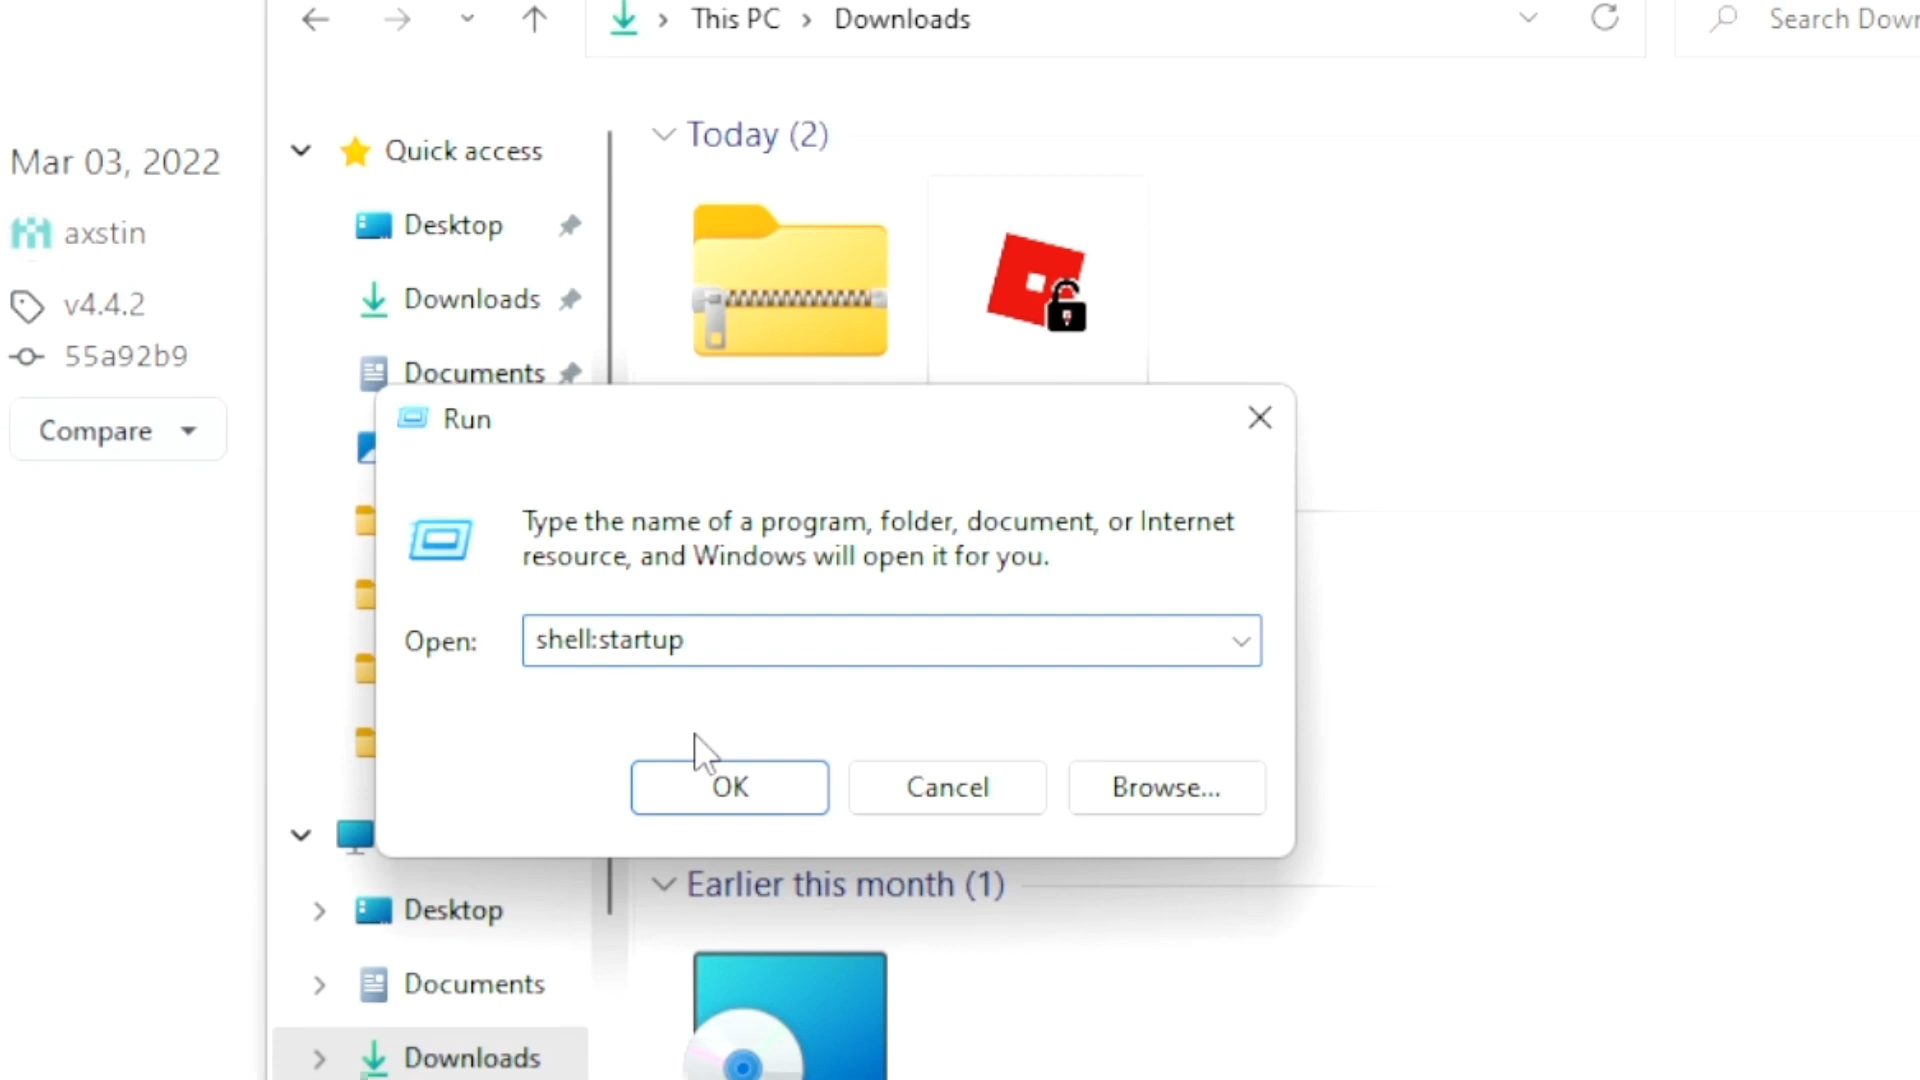 This PC
Downloads
Search Down
Mar 03, 2022
axstin
v4.4.2
55a92b9
Compare
Quick access
Desktop
Downloads
Documents
Today (2)
Run
Type the name of a program, folder, document, or Internet
resource, and Windows will open it for you.
Open:
shell:startup
OK
Cancel
Browse...
Desktop
Documents
Downloads
Earlier this month (1)